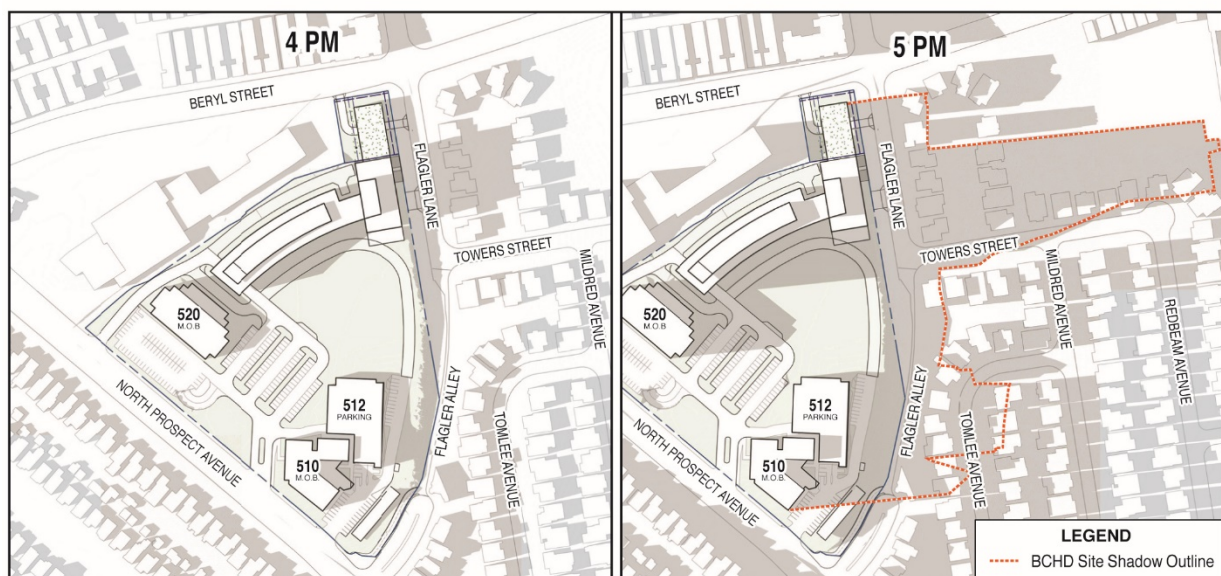 4 PM
BERYL STREET
FLAGLER LANE
TOWERS STREET
MILDRED AVENUE
520
M.O.B
512
PARKING
510
M.O.B.
NORTH PROSPECT AVENUE
FLAGLER ALLEY
TOMLEE AVENUE
5 PM
BERYL STREET
FLAGLER LANE
TOWERS STREET
MILDRED AVENUE
REDBEAM AVENUE
520
M.O.B
512
PARKING
510
M.O.B.
NORTH PROSPECT AVENUE
FLAGLER ALLEY
TOMLEE AVENUE
LEGEND
BCHD Site Shadow Outline